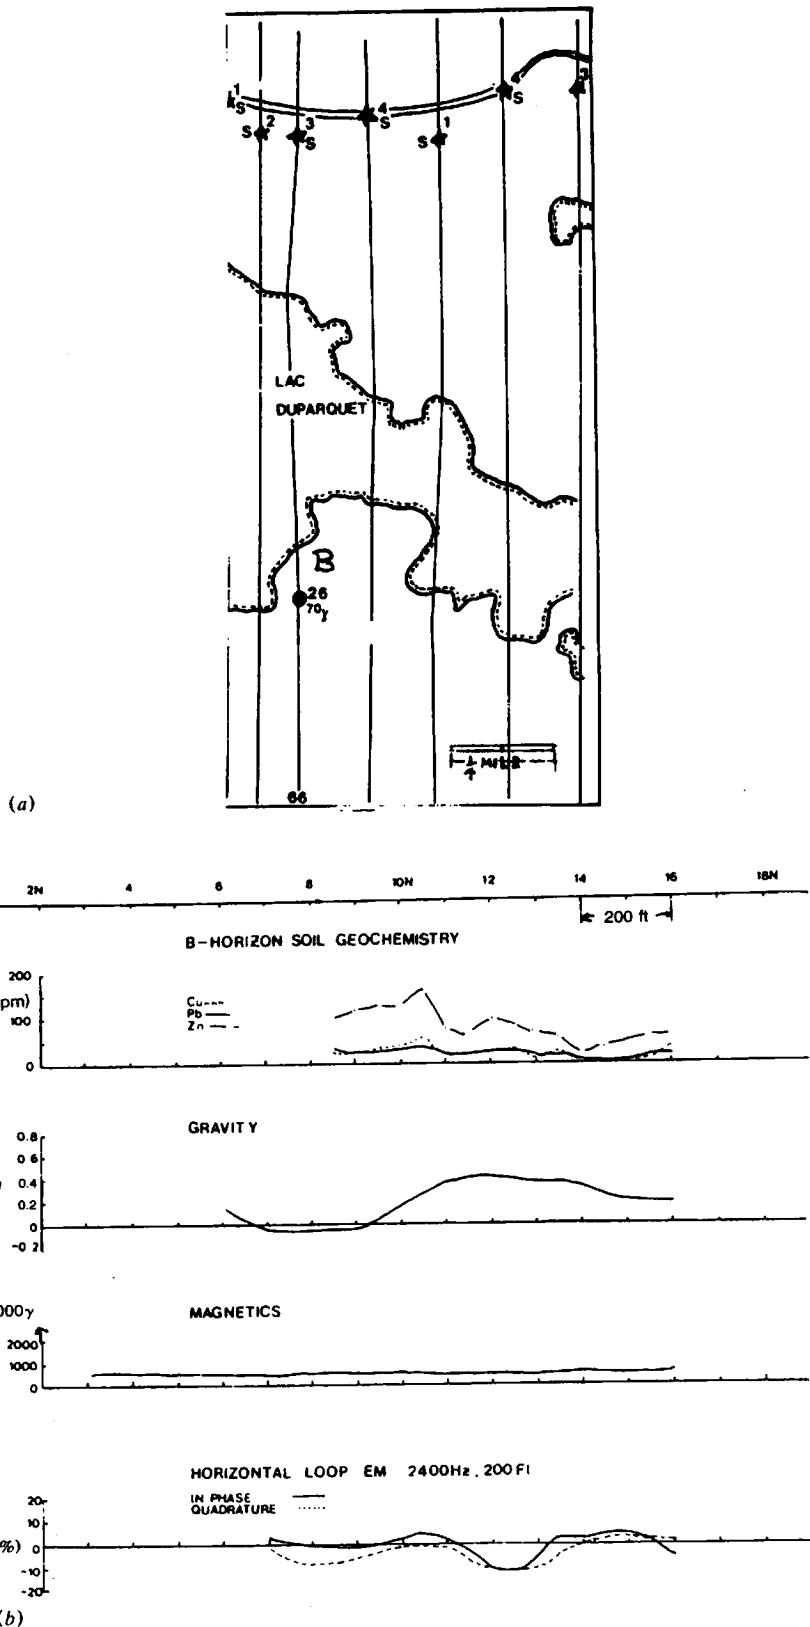 1
4
3
S
4
S
2
S
3
S
S
1
S
LAC
DUPARQUET
B
26
70γ
1/4 MILE
66
(a)
2N 4 6 8 10N 12 14 16 18N
200 ft
B-HORIZON SOIL GEOCHEMISTRY
200
pm)
100
0
Cu
Pb
Zn
GRAVITY
0.8
0 6
0.4
0.2
0
-0 2
000γ
MAGNETICS
2000
1000
0
HORIZONTAL LOOP EM 2400Hz, 200Ft
IN PHASE
QUADRATURE
20
10
%)
0
-10
-20
(b)